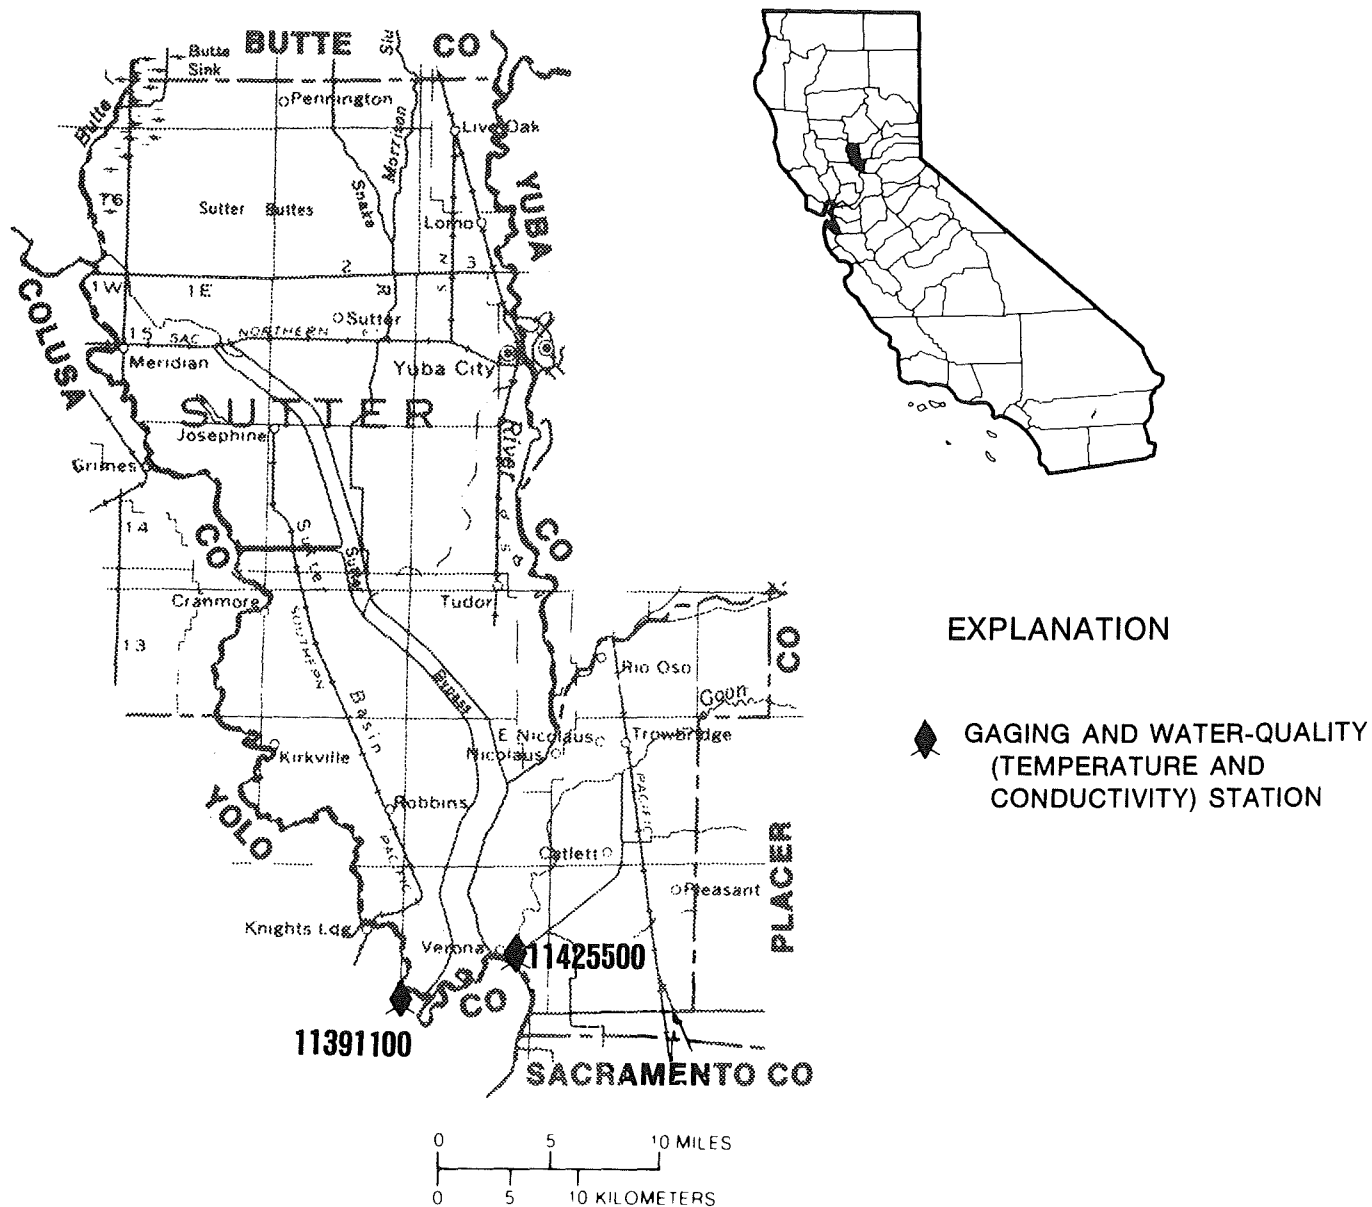 BUTTE CO
Butte
Sink
Butte
Pennington
Live Oak
Morrison
Snake
YUBA
T6
Sutter Buttes
Lomo
2
3
1W
1E
R
COLUSA
Sutter
15
SAC
NORTHERN
Meridian
Yuba City
SUTTER
Josephine
River
Grimes
14
CO
CO
Sutter
Cranmore
Tudor
SOUTHERN
13
CO
Rio Oso
Basin
Bypass
Coon
E Nicolaus
Trowbridge
Nicolaus
Kirkville
YOLO
Robbins
PACIFIC
PACIFIC
Catlett
PLACER
Pleasant
Knights Ldg
Verona
11425500
CO
11391100
SACRAMENTO CO
0 5 10 MILES
0 5 10 KILOMETERS
EXPLANATION
GAGING AND WATER-QUALITY
(TEMPERATURE AND
CONDUCTIVITY) STATION